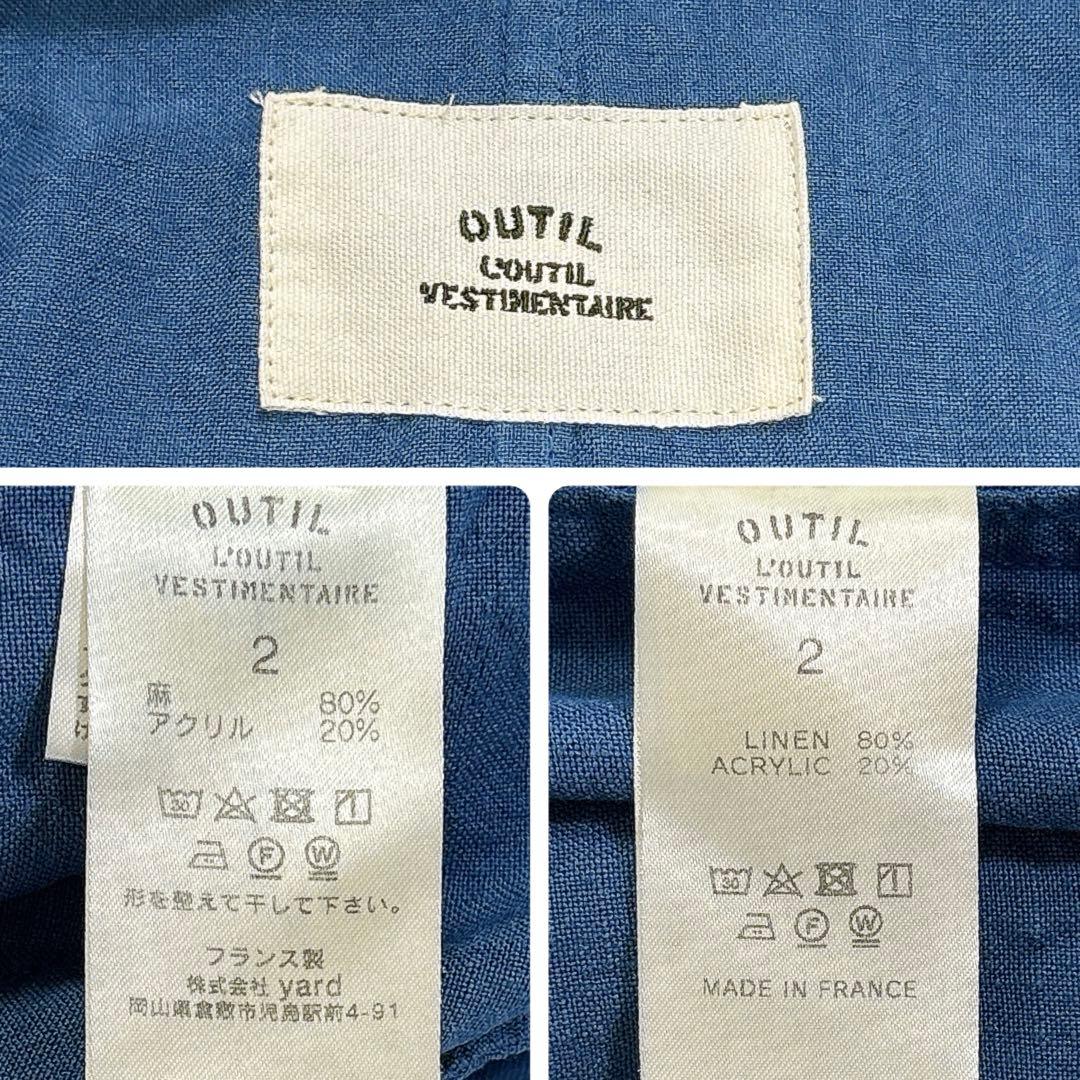 OUTIL
L'OUTIL
VESTIMENTAIRE
OUTIL
L'OUTIL
VESTIMENTAIRE
2
麻 80%
アクリル 20%
30
F W
形を整えて干して下さい。
フランス製
株式会社 yard
岡山県倉敷市児島駅前4-91
OUTIL
L'OUTIL
VESTIMENTAIRE
2
LINEN 80%
ACRYLIC 20%
30
F W
MADE IN FRANCE